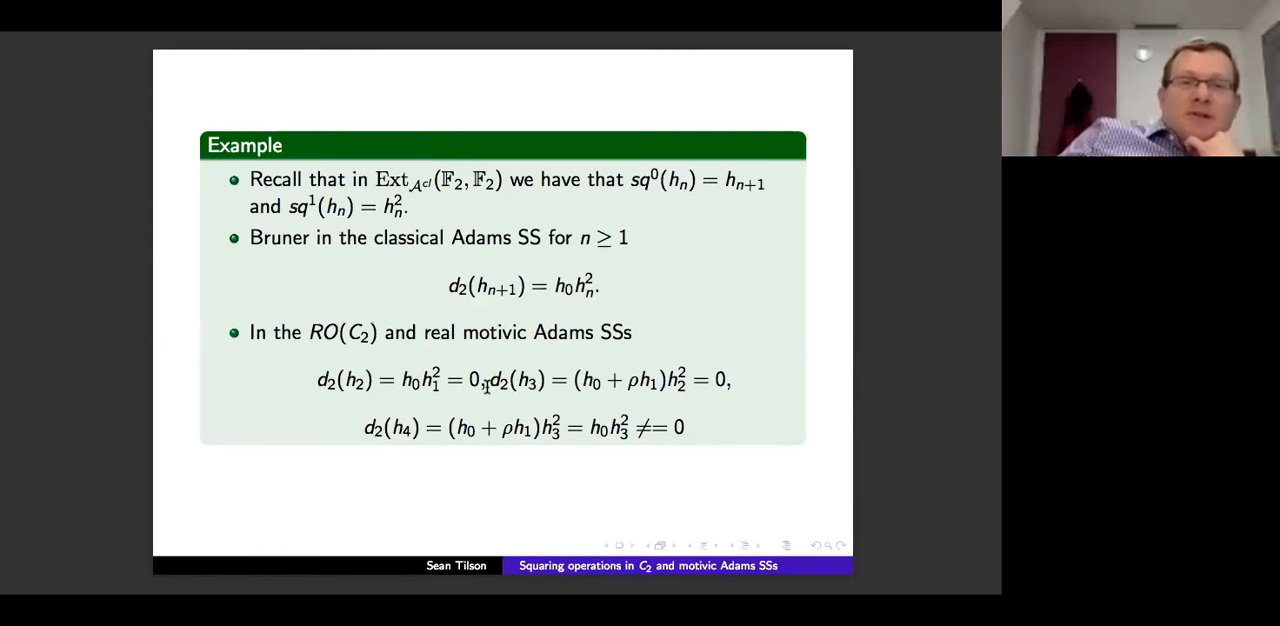 Example
Recall that in Ext_{𝒜^{cl}}(𝔽₂, 𝔽₂) we have that sq⁰(hₙ) = hₙ₊₁
and sq¹(hₙ) = hₙ².
Bruner in the classical Adams SS for n ≥ 1
d₂(hₙ₊₁) = h₀hₙ².
In the RO(C₂) and real motivic Adams SSs
d₂(h₂) = h₀h₁² = 0, d₂(h₃) = (h₀ + ρh₁)h₂² = 0,
d₂(h₄) = (h₀ + ρh₁)h₃² = h₀h₃² ≠= 0
Sean Tilson
Squaring operations in C₂ and motivic Adams SSs